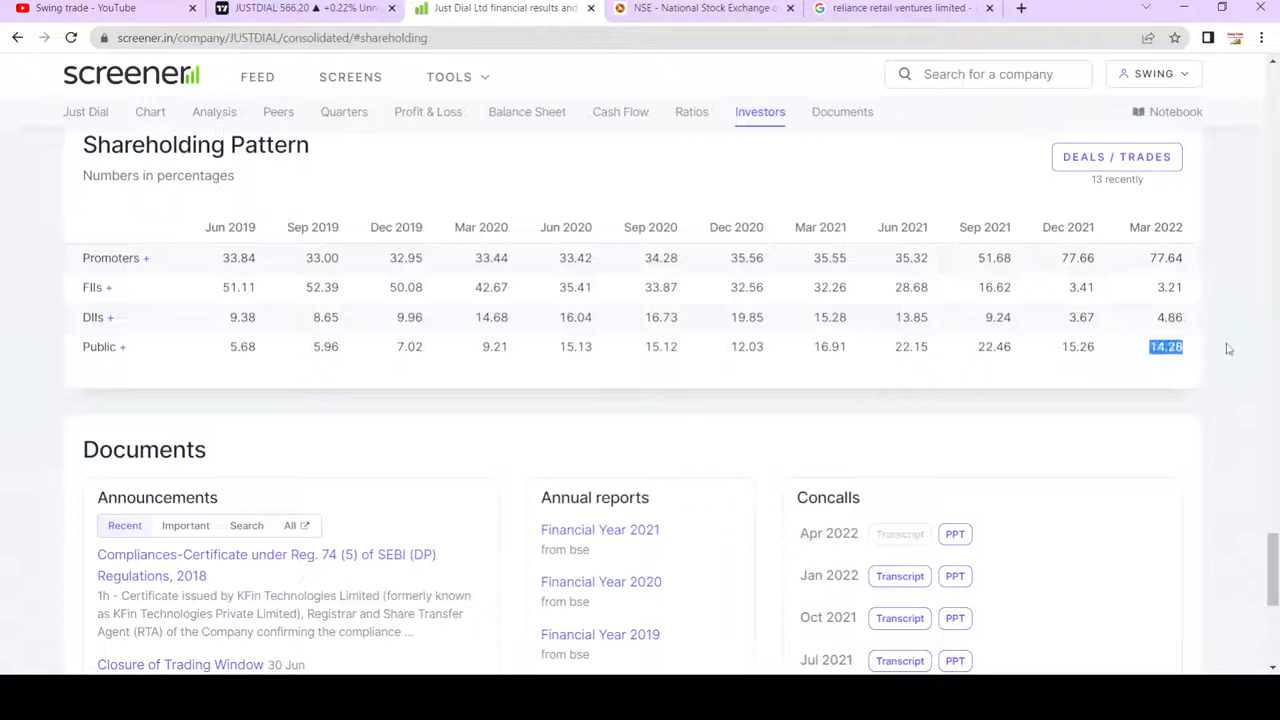 Swing trade - YouTube
JUSTDIAL 566.20 ▲ +0.22% Unn
Just Dial Ltd financial results and
NSE - National Stock Exchange o
reliance retail ventures limited -
screener.in/company/JUSTDIAL/consolidated/#shareholding
screener
FEED SCREENS TOOLS
Search for a company
SWING
Just Dial Chart Analysis Peers Quarters Profit & Loss Balance Sheet Cash Flow Ratios Investors Documents Notebook
Shareholding Pattern
DEALS / TRADES
Numbers in percentages
13 recently
Jun 2019 Sep 2019 Dec 2019 Mar 2020 Jun 2020 Sep 2020 Dec 2020 Mar 2021 Jun 2021 Sep 2021 Dec 2021 Mar 2022
Promoters + 33.84 33.00 32.95 33.44 33.42 34.28 35.56 35.55 35.32 51.68 77.66 77.64
FIIs + 51.11 52.39 50.08 42.67 35.41 33.87 32.56 32.26 28.68 16.62 3.41 3.21
DIIs + 9.38 8.65 9.96 14.68 16.04 16.73 19.85 15.28 13.85 9.24 3.67 4.86
Public + 5.68 5.96 7.02 9.21 15.13 15.12 12.03 16.91 22.15 22.46 15.26 14.28
Documents
Announcements
Recent Important Search All
Compliances-Certificate under Reg. 74 (5) of SEBI (DP)
Regulations, 2018
1h - Certificate issued by KFin Technologies Limited (formerly known
as KFin Technologies Private Limited), Registrar and Share Transfer
Agent (RTA) of the Company confirming the compliance ...
Closure of Trading Window 30 Jun
Annual reports
Financial Year 2021
from bse
Financial Year 2020
from bse
Financial Year 2019
from bse
Concalls
Apr 2022 Transcript PPT
Jan 2022 Transcript PPT
Oct 2021 Transcript PPT
Jul 2021 Transcript PPT